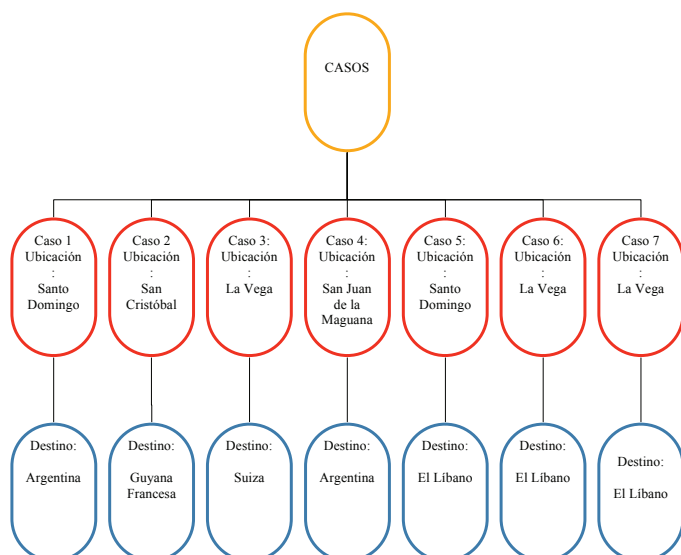 CASOS
Caso 1
Ubicación
:
Santo
Domingo
Caso 2
Ubicación
:
San
Cristóbal
Caso 3:
Ubicación
:
La Vega
Caso 4:
Ubicación
:
San Juan
de la
Maguana
Caso 5:
Ubicación
:
Santo
Domingo
Caso 6:
Ubicación
:
La Vega
Caso 7
Ubicación
:
La Vega
Destino:
Argentina
Destino:
Guyana
Francesa
Destino:
Suiza
Destino:
Argentina
Destino:
El Líbano
Destino:
El Líbano
Destino:
El Líbano